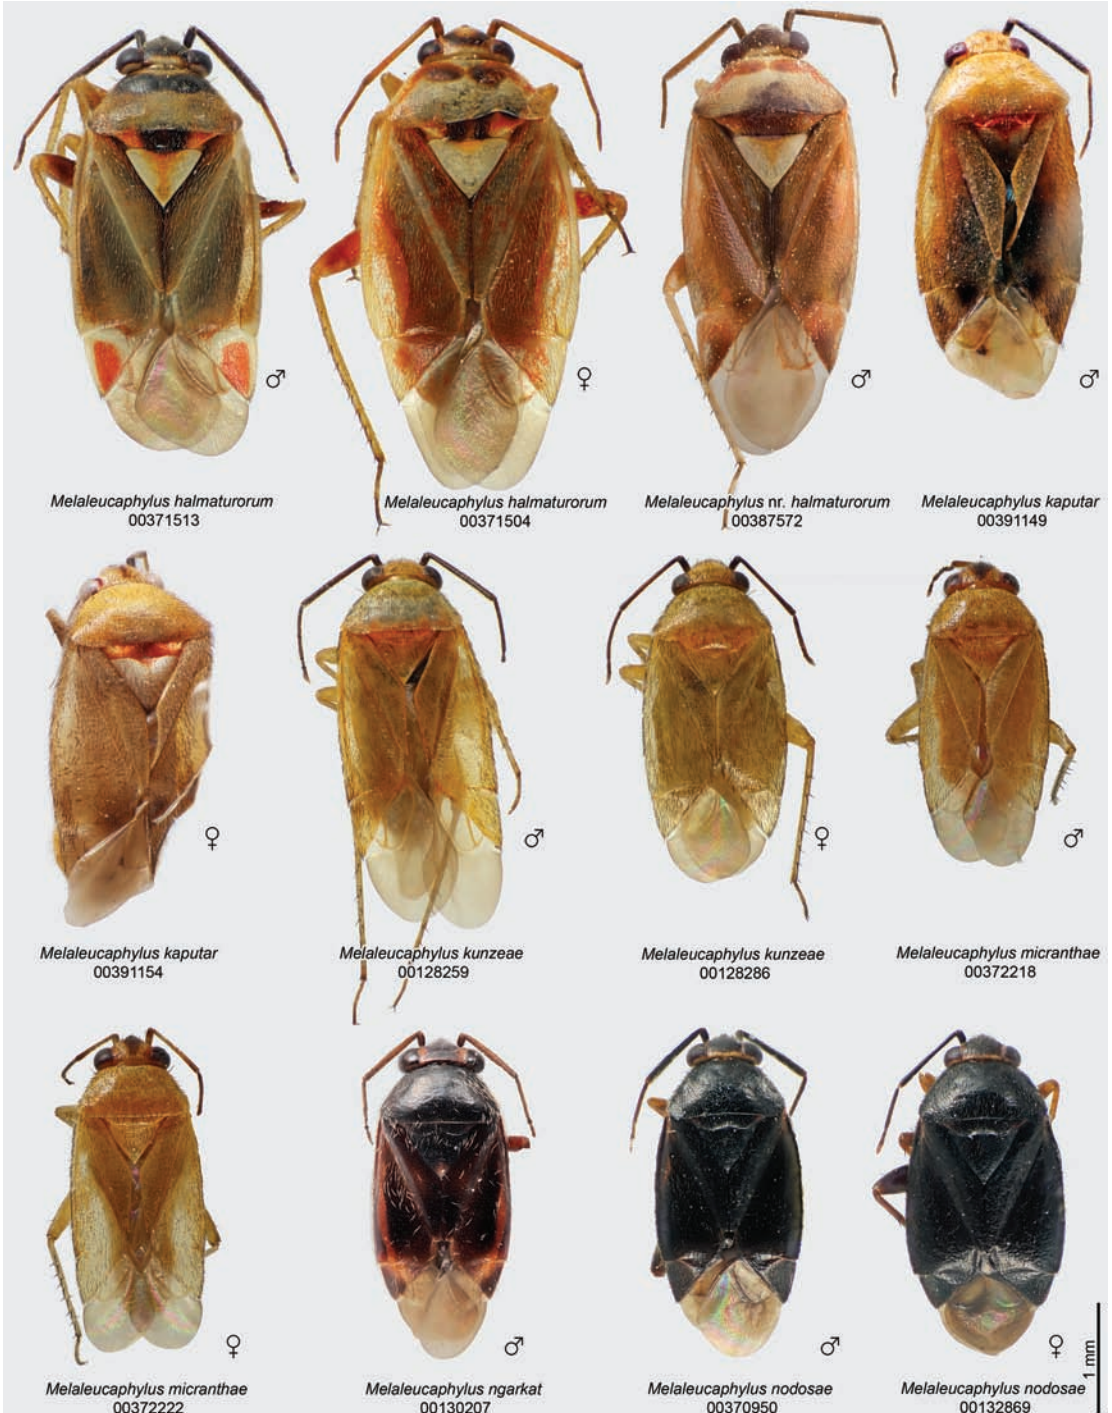 ♂
♀
♂
♂
Melaleucaphylus halmaturorum
00371513
Melaleucaphylus halmaturorum
00371504
Melaleucaphylus nr. halmaturorum
00387572
Melaleucaphylus kaputar
00391149
♀
♂
♀
♂
Melaleucaphylus kaputar
00391154
Melaleucaphylus kunzeae
00128259
Melaleucaphylus kunzeae
00128286
Melaleucaphylus micranthae
00372218
♀
♂
♂
♀
1 mm
Melaleucaphylus micranthae
00372222
Melaleucaphylus ngarkat
00130207
Melaleucaphylus nodosae
00370950
Melaleucaphylus nodosae
00132869